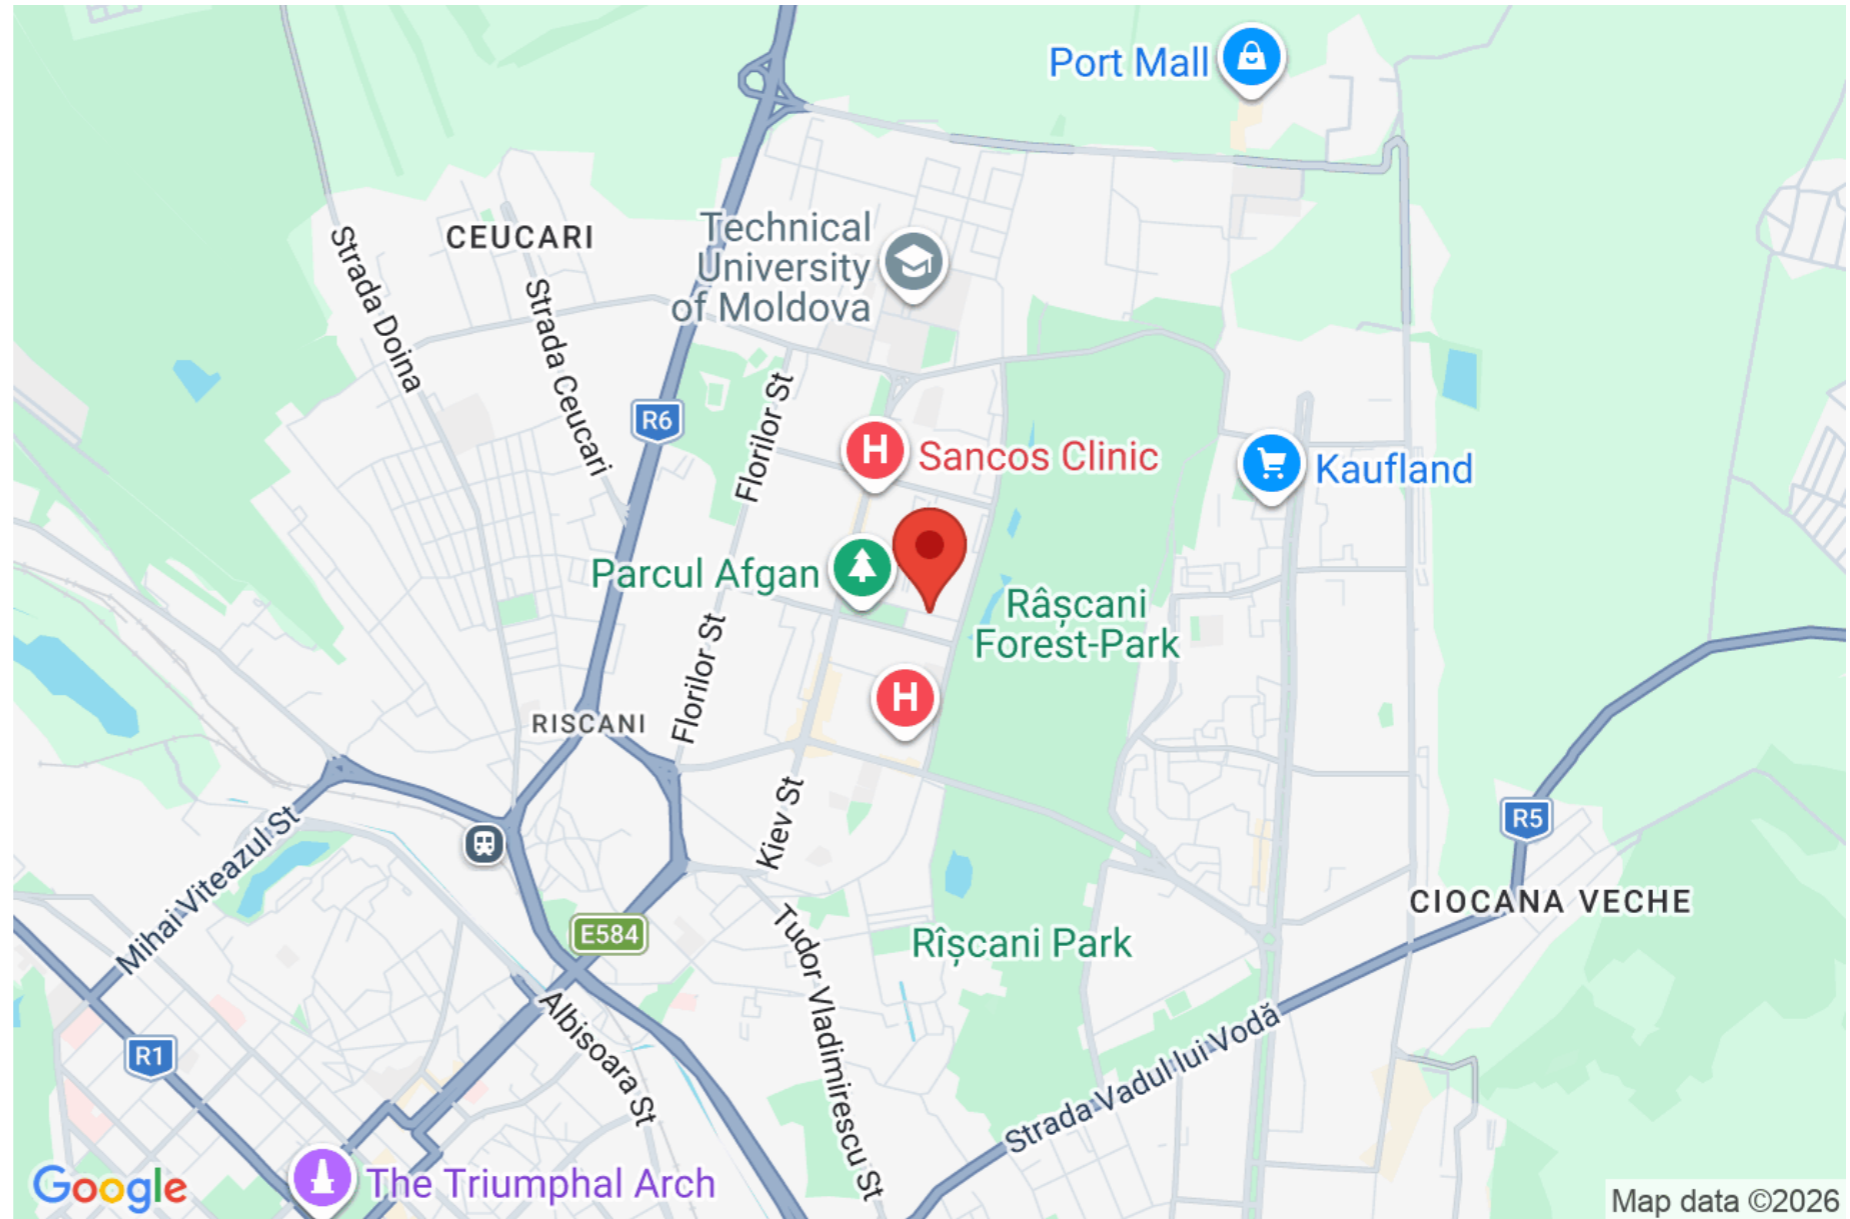 Port Mall
Technical
University
of Moldova
CEUCARI
Strada Doina
Strada Ceucari
Florilor St
R6
H
Sancos Clinic
Kaufland
Parcul Afgan
Râșcani
Forest-Park
Florilor St
H
RISCANI
Kiev St
Mihai Viteazul St
R5
CIOCANA VECHE
E584
Rîșcani Park
Tudor Vladimirescu St
Albisoara St
R1
Strada Vadul lui Vodă
The Triumphal Arch
Google
Map data ©2026